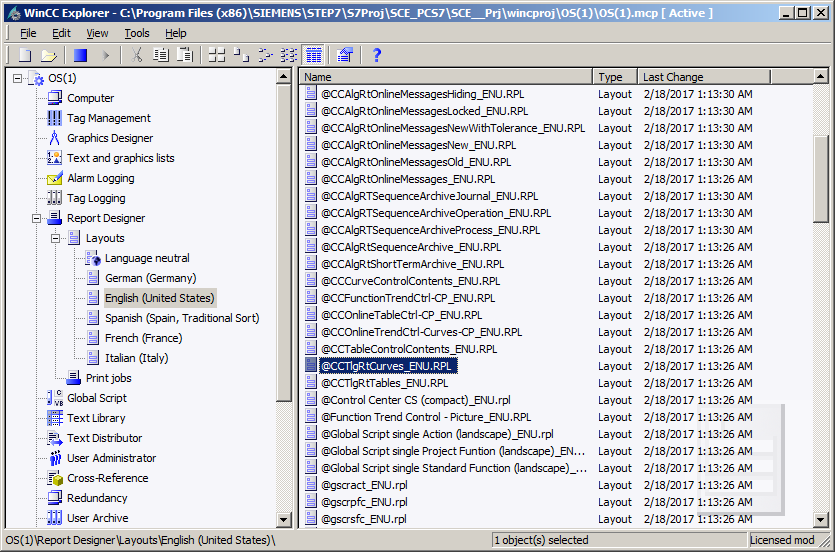 WinCC Explorer - C:\Program Files (x86)\SIEMENS\STEP7\S7Proj\SCE_PCS7\SCE__Prj\wincproj\OS(1)\OS(1).mcp [ Active ]
File Edit View Tools Help
OS(1)
Computer
Tag Management
Graphics Designer
Text and graphics lists
Alarm Logging
Tag Logging
Report Designer
Layouts
Language neutral
German (Germany)
English (United States)
Spanish (Spain, Traditional Sort)
French (France)
Italian (Italy)
Print jobs
Global Script
Text Library
Text Distributor
User Administrator
Cross-Reference
Redundancy
User Archive
Name Type Last Change
@CCAlgRtOnlineMessagesHiding_ENU.RPL Layout 2/18/2017 1:13:30 AM
@CCAlgRtOnlineMessagesLocked_ENU.RPL Layout 2/18/2017 1:13:30 AM
@CCAlgRtOnlineMessagesNewWithTolerance_ENU.RPL Layout 2/18/2017 1:13:30 AM
@CCAlgRtOnlineMessagesNew_ENU.RPL Layout 2/18/2017 1:13:30 AM
@CCAlgRtOnlineMessagesOld_ENU.RPL Layout 2/18/2017 1:13:30 AM
@CCAlgRtOnlineMessages_ENU.RPL Layout 2/18/2017 1:13:26 AM
@CCAlgRTSequenceArchiveJournal_ENU.RPL Layout 2/18/2017 1:13:30 AM
@CCAlgRTSequenceArchiveOperation_ENU.RPL Layout 2/18/2017 1:13:30 AM
@CCAlgRTSequenceArchiveProcess_ENU.RPL Layout 2/18/2017 1:13:30 AM
@CCAlgRtSequenceArchive_ENU.RPL Layout 2/18/2017 1:13:26 AM
@CCAlgRtShortTermArchive_ENU.RPL Layout 2/18/2017 1:13:26 AM
@CCCurveControlContents_ENU.RPL Layout 2/18/2017 1:13:26 AM
@CCFunctionTrendCtrl-CP_ENU.RPL Layout 2/18/2017 1:13:26 AM
@CCOnlineTableCtrl-CP_ENU.RPL Layout 2/18/2017 1:13:26 AM
@CCOnlineTrendCtrl-Curves-CP_ENU.RPL Layout 2/18/2017 1:13:26 AM
@CCTableControlContents_ENU.RPL Layout 2/18/2017 1:13:26 AM
@CCTlgRtCurves_ENU.RPL Layout 2/18/2017 1:13:26 AM
@CCTlgRtTables_ENU.RPL Layout 2/18/2017 1:13:26 AM
@Control Center CS (compact)_ENU.rpl Layout 2/18/2017 1:13:26 AM
@Function Trend Control - Picture_ENU.RPL Layout 2/18/2017 1:13:26 AM
@Global Script single Action (landscape)_ENU.rpl Layout 2/18/2017 1:13:26 AM
@Global Script single Project Funtion (landscape)_EN... Layout 2/18/2017 1:13:26 AM
@Global Script single Standard Function (landscape)_... Layout 2/18/2017 1:13:26 AM
@gscract_ENU.rpl Layout 2/18/2017 1:13:26 AM
@gscrpfc_ENU.rpl Layout 2/18/2017 1:13:26 AM
@gscrsfc_ENU.rpl Layout 2/18/2017 1:13:26 AM
OS(1)\Report Designer\Layouts\English (United States)\ 1 object(s) selected Licensed mod